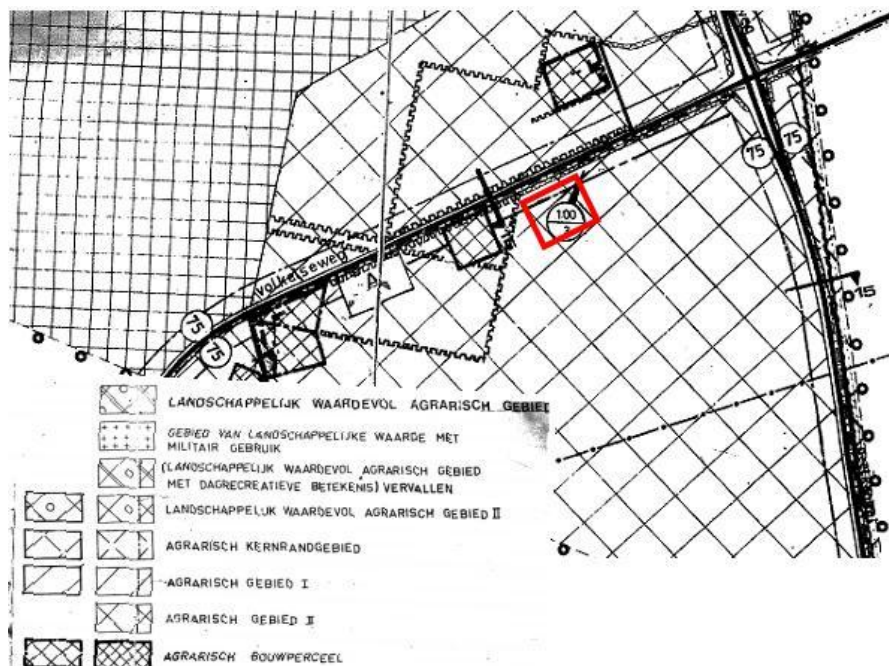 75
75
15
100
2
A
Volkelseweg
75
75
LANDSCHAPPELIJK WAARDEVOL AGRARISCH GEBIED
GEBIED VAN LANDSCHAPPELIJKE WAARDE MET
MILITAIR GEBRUIK
(LANDSCHAPPELIJK WAARDEVOL AGRARISCH GEBIED
MET DAGRECREATIEVE BETEKENIS) VERVALLEN
LANDSCHAPPELIJK WAARDEVOL AGRARISCH GEBIED II
AGRARISCH KERNRANDGEBIED
AGRARISCH GEBIED I
AGRARISCH GEBIED II
AGRARISCH BOUWPERCEEL